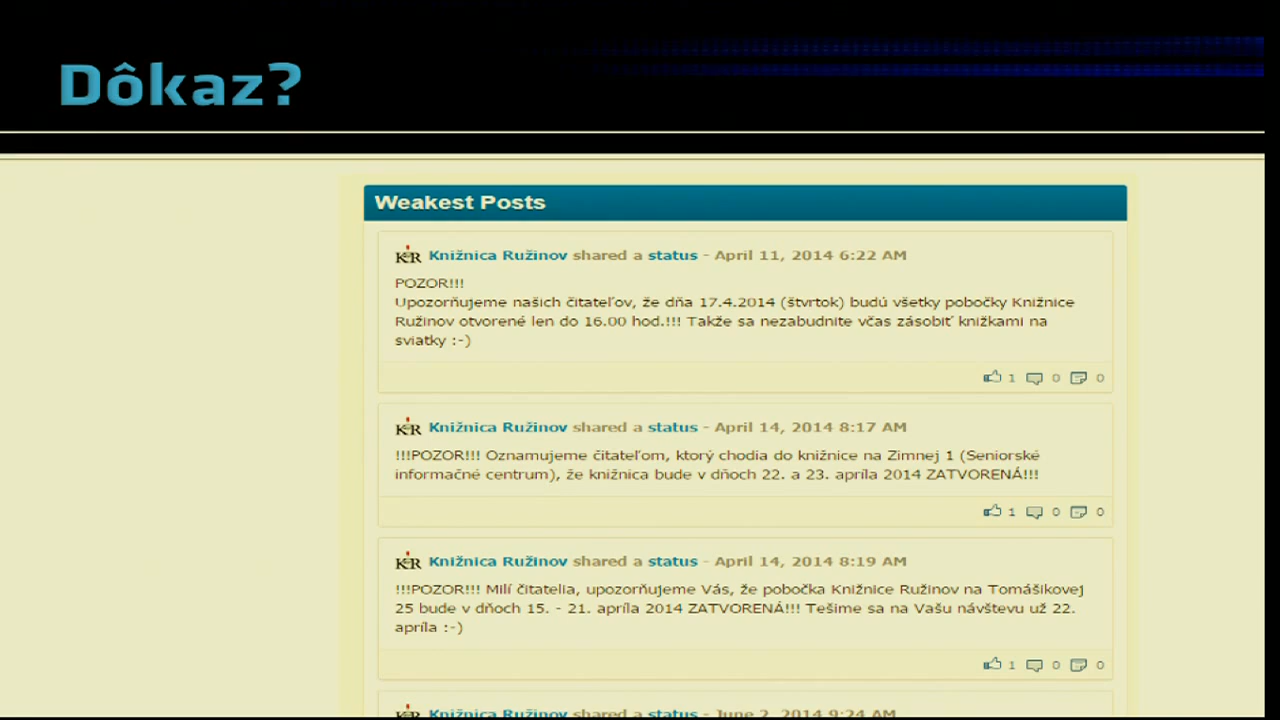 Dôkaz?
Weakest Posts
KR Knižnica Ružinov shared a status - April 11, 2014 6:22 AM
POZOR!!!
Upozorňujeme našich čitateľov, že dňa 17.4.2014 (štvrtok) budú všetky pobočky Knižnice
Ružinov otvorené len do 16.00 hod.!!! Takže sa nezabudnite včas zásobiť knižkami na
sviatky :-)
1 0 0
KR Knižnica Ružinov shared a status - April 14, 2014 8:17 AM
!!!POZOR!!! Oznamujeme čitateľom, ktorý chodia do knižnice na Zimnej 1 (Seniorské
informačné centrum), že knižnica bude v dňoch 22. a 23. apríla 2014 ZATVORENÁ!!!
1 0 0
KR Knižnica Ružinov shared a status - April 14, 2014 8:19 AM
!!!POZOR!!! Milí čitatelia, upozorňujeme Vás, že pobočka Knižnice Ružinov na Tomášikovej
25 bude v dňoch 15. - 21. apríla 2014 ZATVORENÁ!!! Tešime sa na Vašu návštevu už 22.
apríla :-)
1 0 0
KR Knižnica Ružinov shared a status - June 2, 2014 9:24 AM